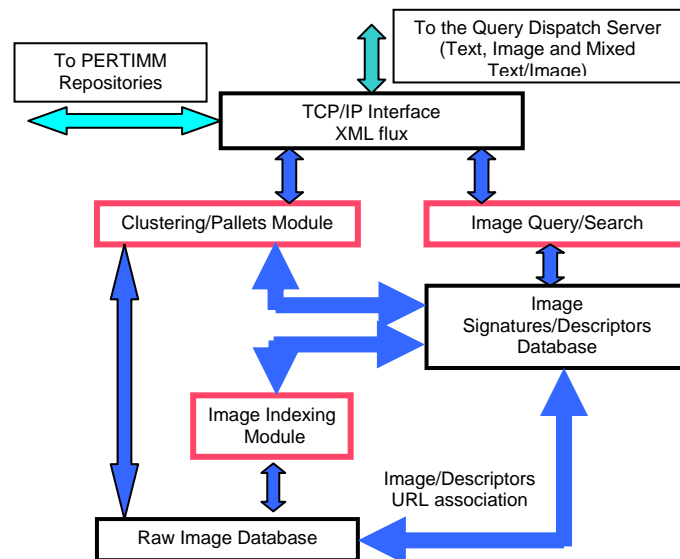 To the Query Dispatch Server
(Text, Image and Mixed
Text/Image)
To PERTIMM
Repositories
TCP/IP Interface
XML flux
Clustering/Pallets Module
Image Query/Search
Image
Signatures/Descriptors
Database
Image Indexing
Module
Image/Descriptors
URL association
Raw Image Database